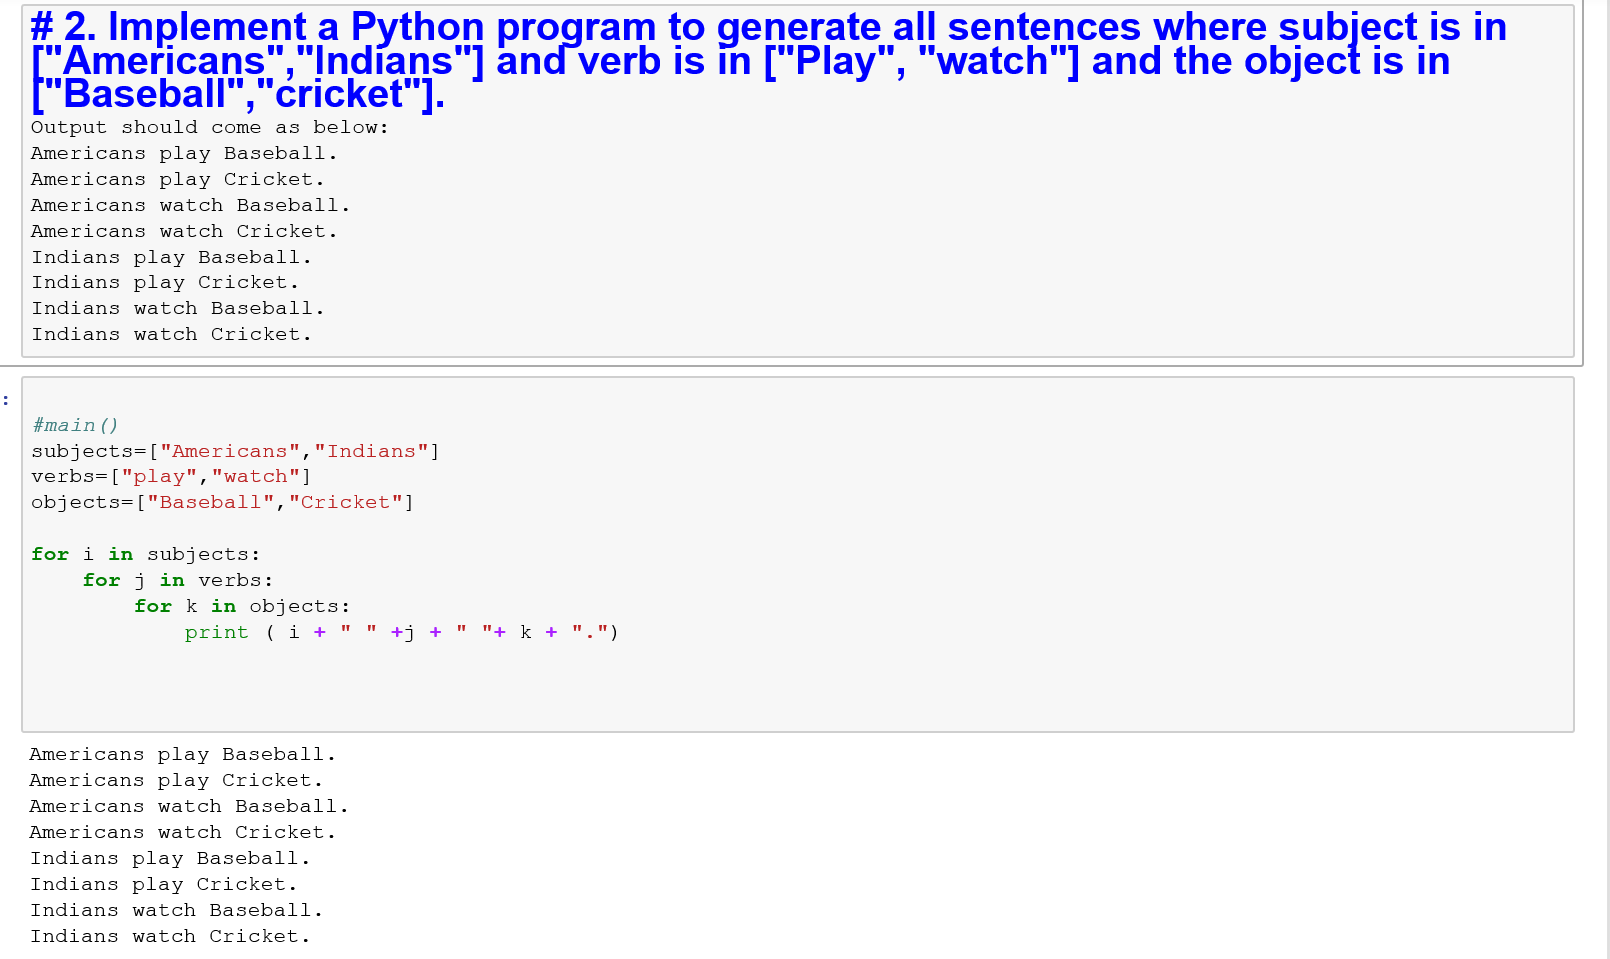 # 2. Implement a Python program to generate all sentences where subject is in
["Americans","Indians"] and verb is in ["Play", "watch"] and the object is in
["Baseball","cricket"].
Output should come as below:
Americans play Baseball.
Americans play Cricket.
Americans watch Baseball.
Americans watch Cricket.
Indians play Baseball.
Indians play Cricket.
Indians watch Baseball.
Indians watch Cricket.
:
#main()
subjects=["Americans","Indians"]
verbs=["play","watch"]
objects=["Baseball","Cricket"]
for i in subjects:
    for j in verbs:
        for k in objects:
            print ( i + " " +j + " "+ k + ".")
Americans play Baseball.
Americans play Cricket.
Americans watch Baseball.
Americans watch Cricket.
Indians play Baseball.
Indians play Cricket.
Indians watch Baseball.
Indians watch Cricket.